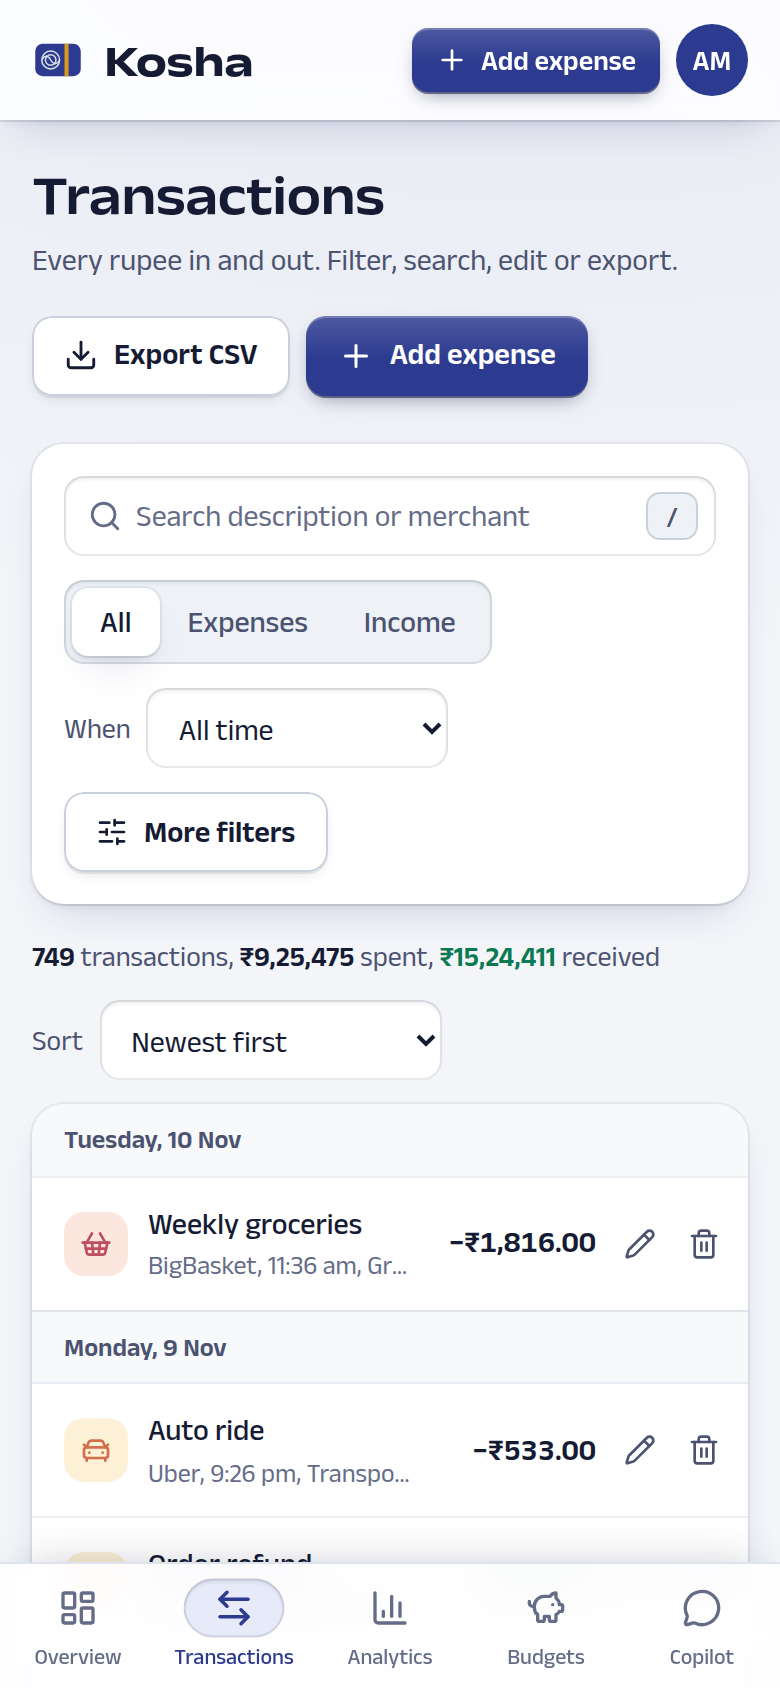 Kosha
Add expense
AM
Transactions
Every rupee in and out. Filter, search, edit or export.
Export CSV
Add expense
Search description or merchant
/
All
Expenses
Income
When
All time
More filters
749 transactions, ₹9,25,475 spent, ₹15,24,411 received
Sort
Newest first
Tuesday, 10 Nov
Weekly groceries
−₹1,816.00
BigBasket, 11:36 am, Gr...
Monday, 9 Nov
Auto ride
−₹533.00
Uber, 9:26 pm, Transpo...
Order refund
Overview
Transactions
Analytics
Budgets
Copilot